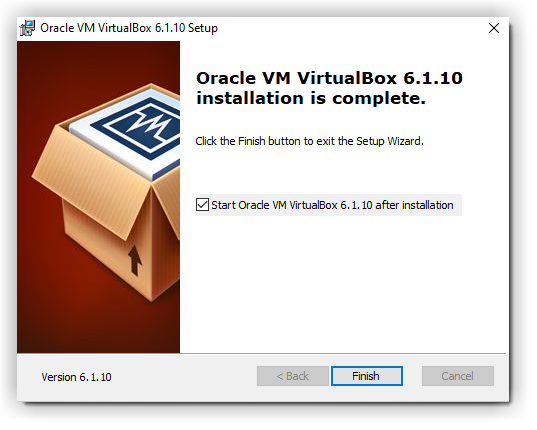 Oracle VM VirtualBox 6.1.10 Setup
Oracle VM VirtualBox 6.1.10
installation is complete.
Click the Finish button to exit the Setup Wizard.
Start Oracle VM VirtualBox 6.1.10 after installation
Version 6.1.10
< Back
Finish
Cancel